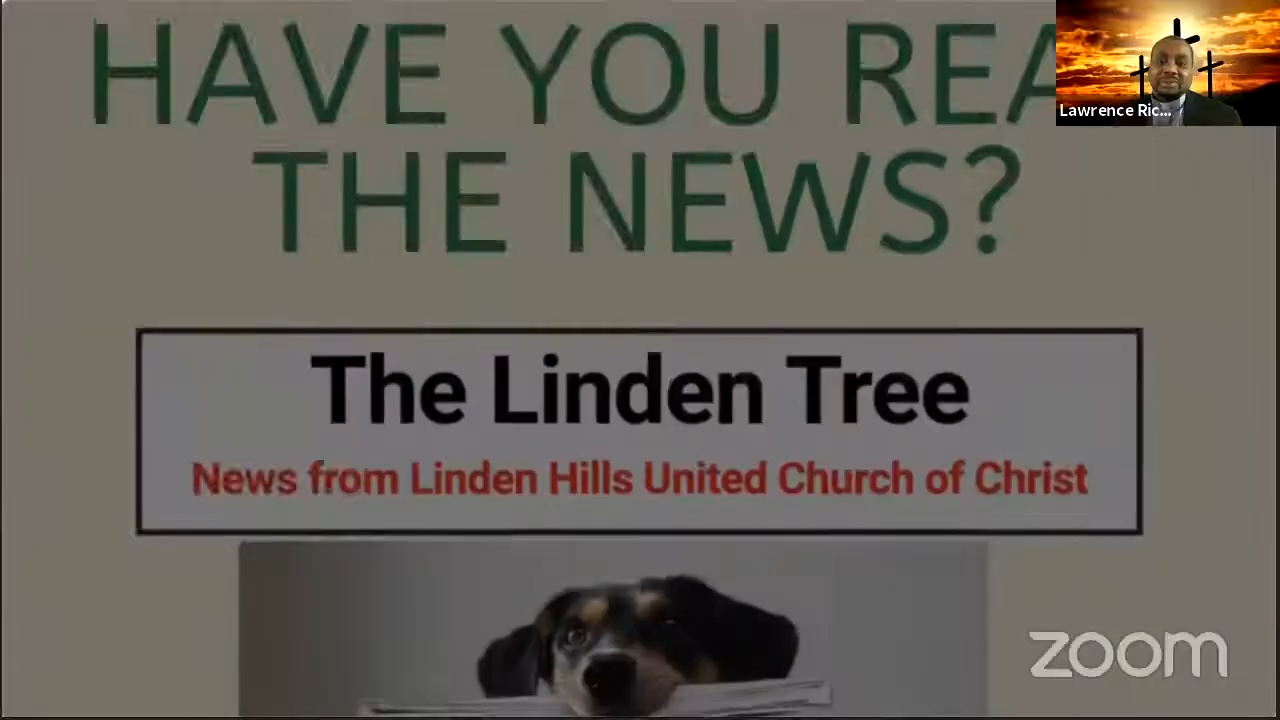 HAVE YOU REA
THE NEWS?
Lawrence Ric...
The Linden Tree
News from Linden Hills United Church of Christ
zoom